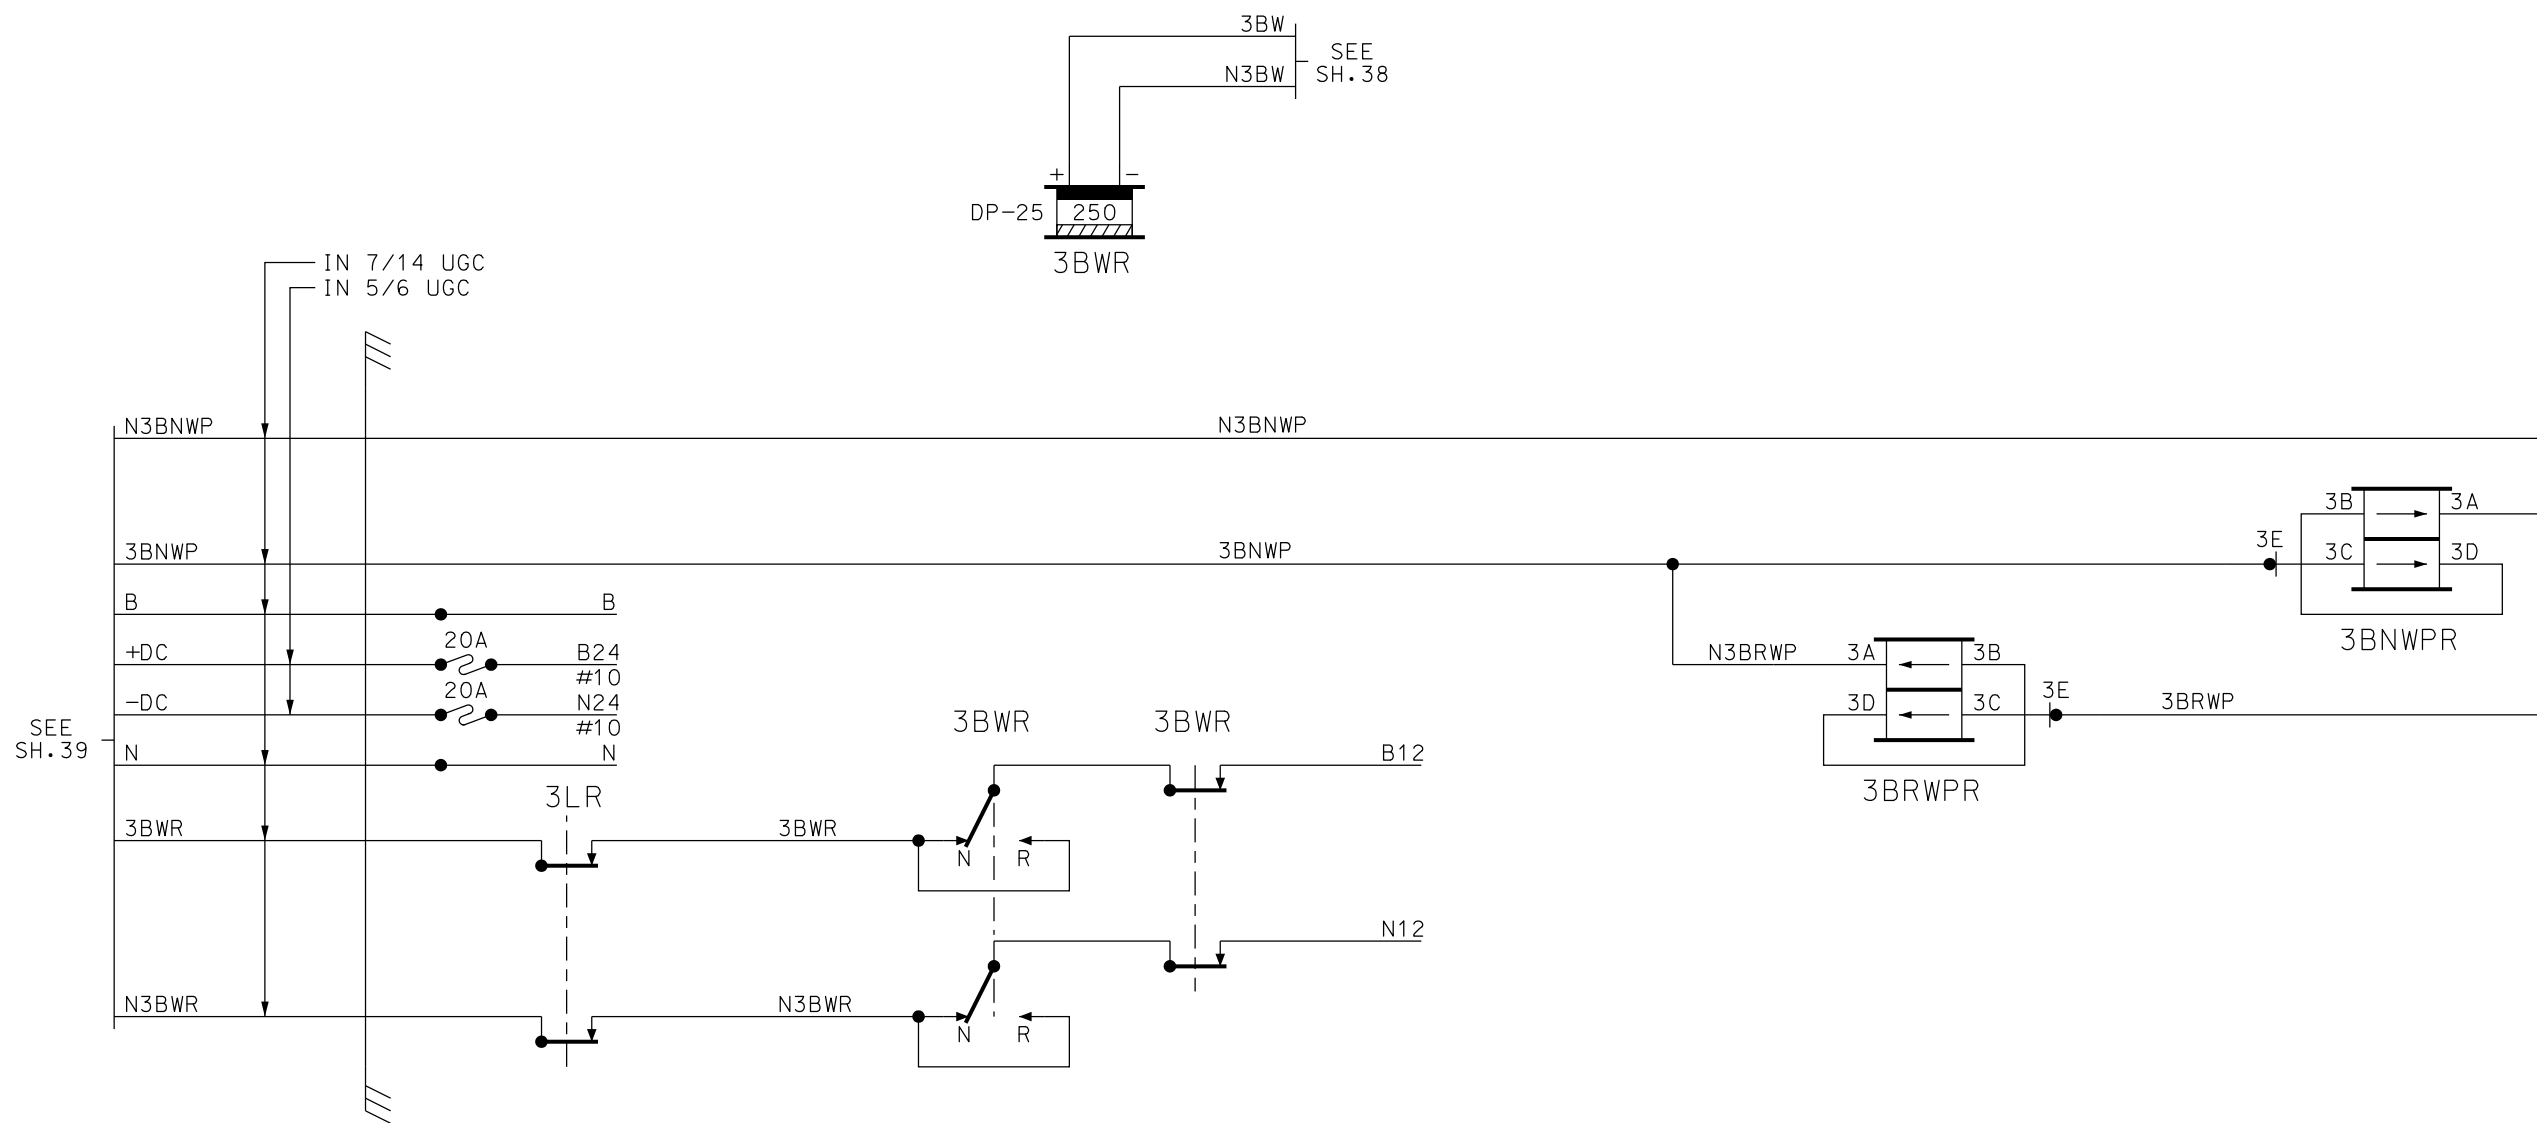 3BW
SEE
N3BW
SH.38
+ -
DP-25 250
3BWR
IN 7/14 UGC
IN 5/6 UGC
N3BNWP N3BNWP
3B 3A
3BNWP 3BNWP 3E 3C 3D
B B
3BNWPR
20A
+DC B24
#10
N3BRWP 3A 3B
20A
-DC N24
#10
3D 3C 3E 3BRWP
SEE
SH.39
3BWR 3BWR
N N B12
3BRWPR
3LR
3BWR 3BWR
N R
N12
N3BWR N3BWR
N R